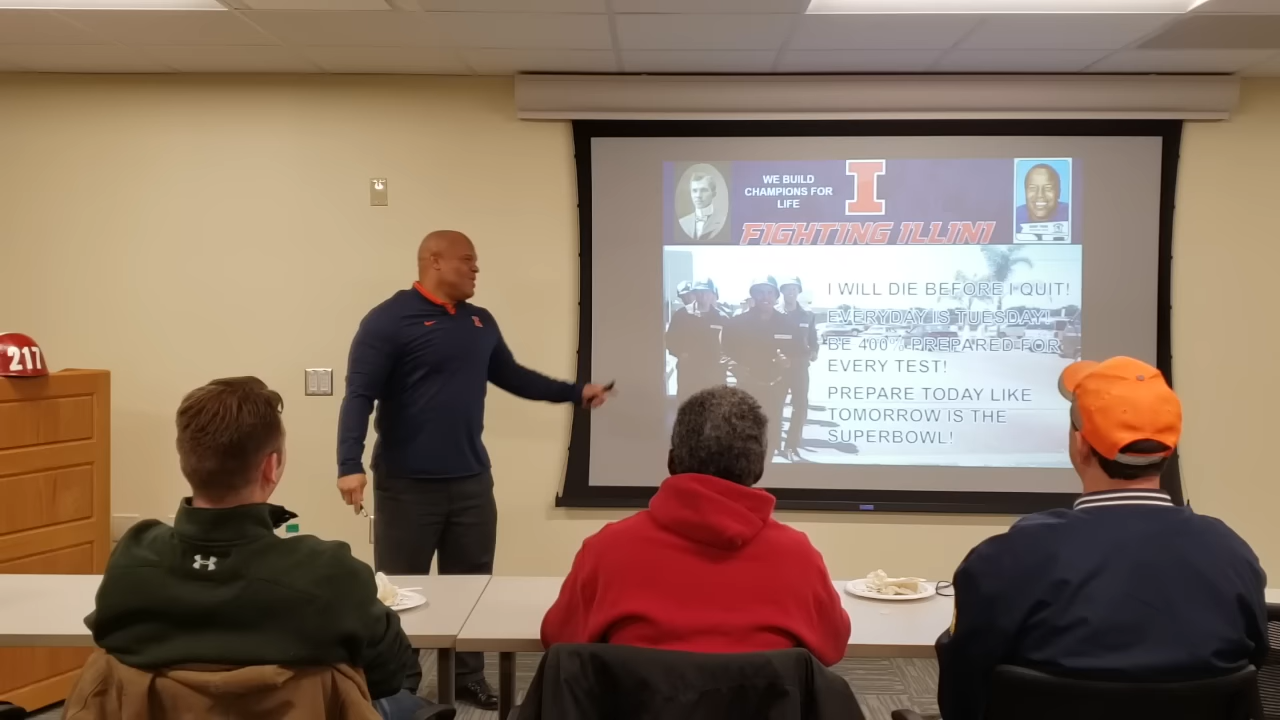 WE BUILD
CHAMPIONS FOR
LIFE
I
FIGHTING ILLINI
I WILL DIE BEFORE I QUIT!
EVERYDAY IS TUESDAY!
BE 400% PREPARED FOR
EVERY TEST!
PREPARE TODAY LIKE
TOMORROW IS THE
SUPERBOWL!
217